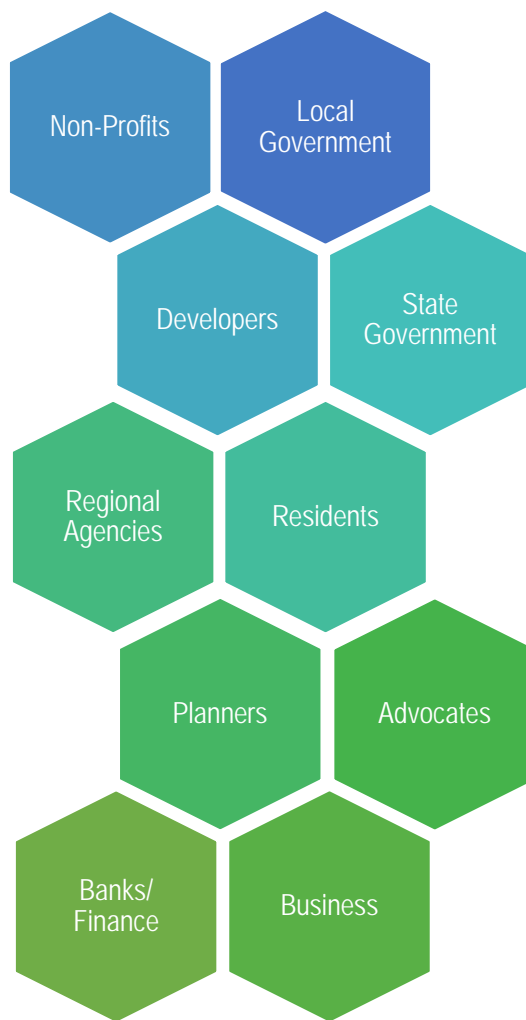 Non-Profits
Local
Government
Developers
State
Government
Regional
Agencies
Residents
Planners
Advocates
Banks/
Finance
Business